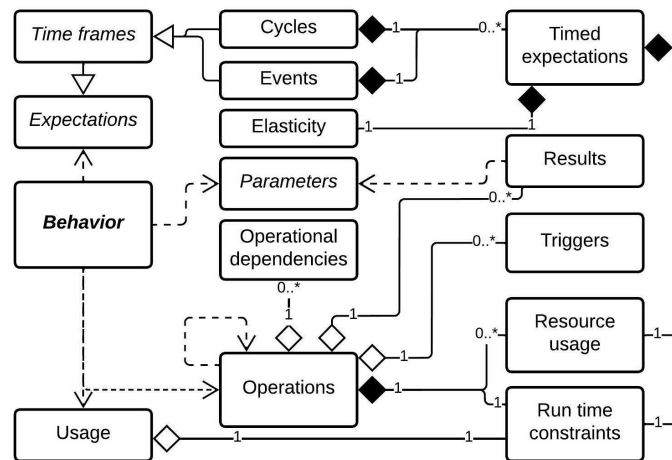 Time frames
Cycles
1
0..*
Timed
expectations
Events
1
Expectations
Elasticity
1
1
Results
Parameters
Behavior
0..*
Operational
dependencies
0..*
Triggers
0..*
1
1
1
Resource
usage
1
0..*
1
Operations
1
1
Run time
constraints
1
Usage
1
1